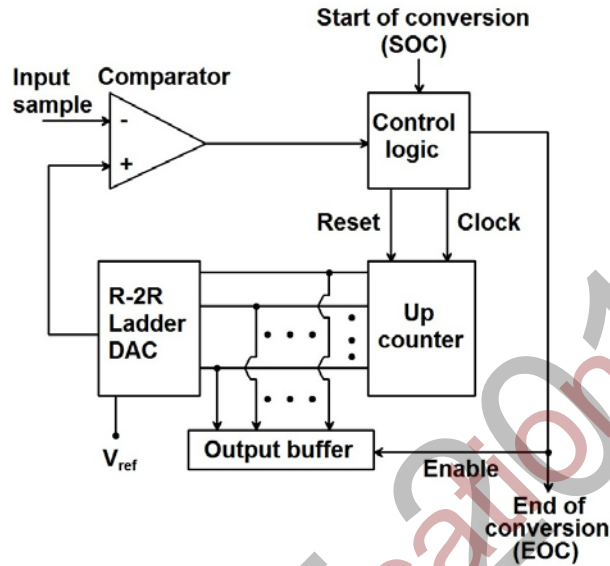 Start of conversion
(SOC)
Input
sample
Comparator
-
+
Control
logic
Reset
Clock
R-2R
Ladder
DAC
Up
counter
Vref
Output buffer
Enable
End of
conversion
(EOC)